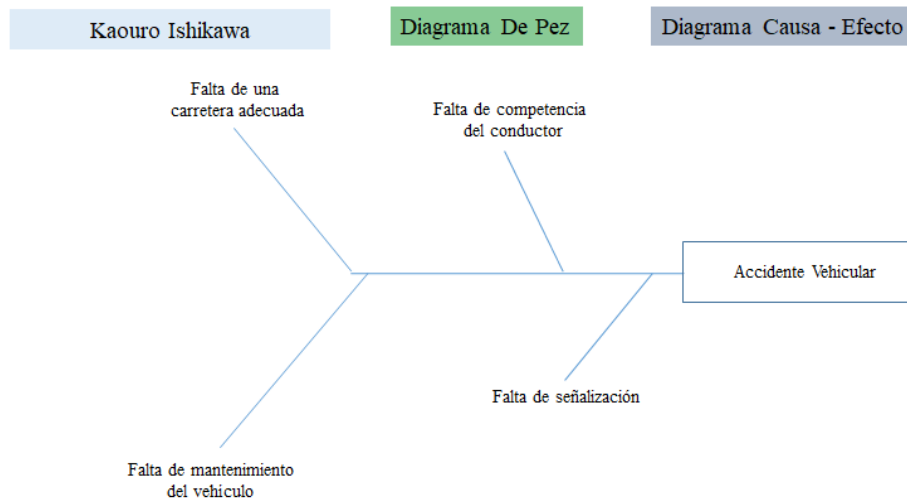 Kaouro Ishikawa
Diagrama De Pez
Diagrama Causa - Efecto
Falta de una
carretera adecuada
Falta de competencia
del conductor
Accidente Vehicular
Falta de señalización
Falta de mantenimiento
del vehículo